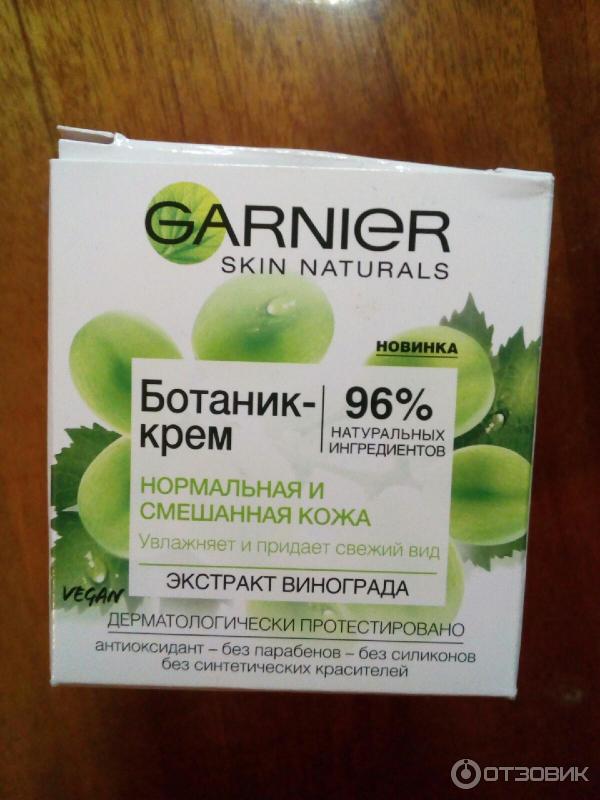 GARNIER
SKIN NATURALS
НОВИНКА
Ботаник-
крем
96%
НАТУРАЛЬНЫХ
ИНГРЕДИЕНТОВ
НОРМАЛЬНАЯ И
СМЕШАННАЯ КОЖА
Увлажняет и придает свежий вид
ЭКСТРАКТ ВИНОГРАДА
VEGAN
ДЕРМАТОЛОГИЧЕСКИ ПРОТЕСТИРОВАНО
антиоксидант – без парабенов – без силиконов
без синтетических красителей
ОТЗОВИК